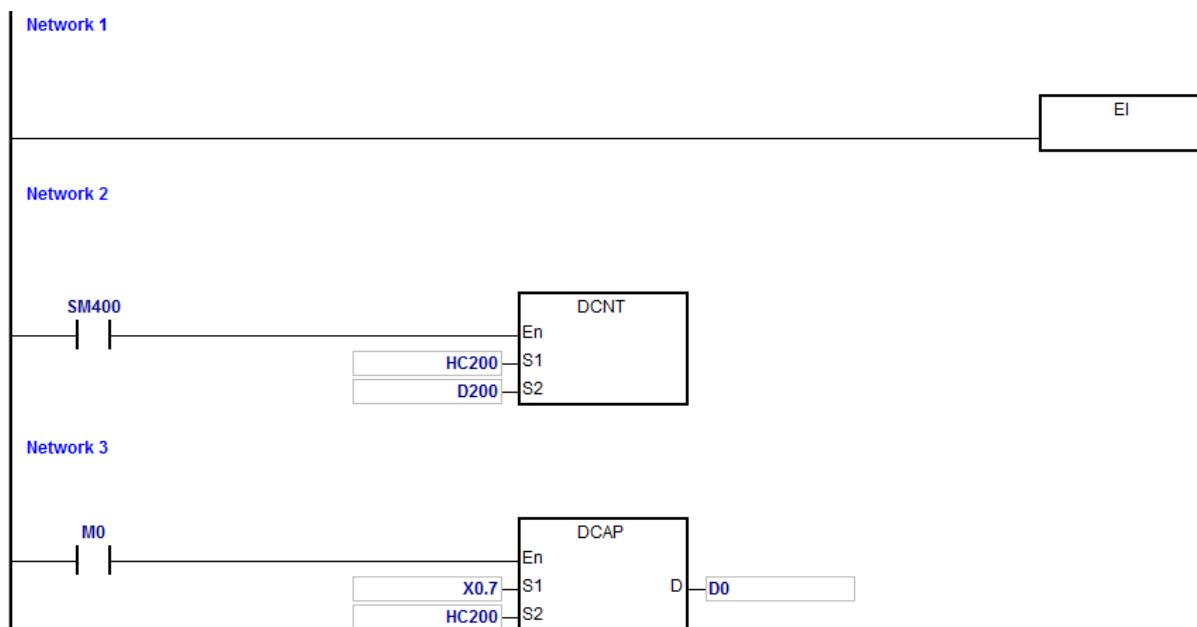 Network 1
EI
Network 2
SM400
DCNT
En
HC200 S1
D200 S2
Network 3
M0
DCAP
En
X0.7 S1 D D0
HC200 S2